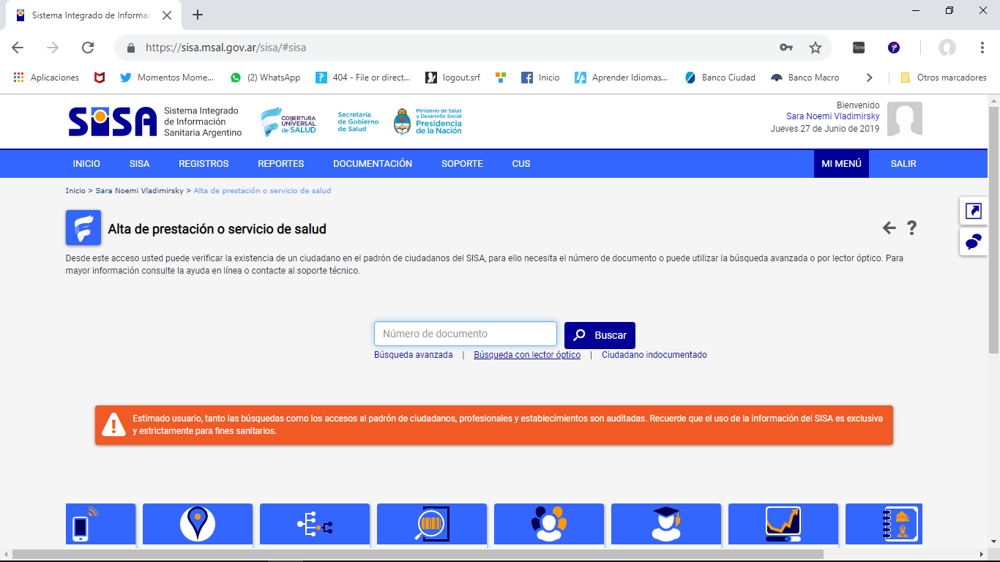 Sistema Integrado de Informac
https://sisa.msal.gov.ar/sisa/#sisa
flew
Aplicaciones
Momentos Mome...
(2) WhatsApp
404 - File or direct...
logout.srf
Inicio
Aprender Idiomas...
Banco Ciudad
Banco Macro
Otros marcadores
SISA
Sistema Integrado
de Información
Sanitaria Argentino
COBERTURA
UNIVERSAL
de SALUD
Secretaría
de Gobierno
de Salud
Ministerio de Salud
y Desarrollo Social
Presidencia
de la Nación
Bienvenido
Sara Noemi Vladimirsky
Jueves 27 de Junio de 2019
INICIO
SISA
REGISTROS
REPORTES
DOCUMENTACIÓN
SOPORTE
CUS
MI MENÚ
SALIR
Inicio > Sara Noemi Vladimirsky > Alta de prestación o servicio de salud
Alta de prestación o servicio de salud
Desde este acceso usted puede verificar la existencia de un ciudadano en el padrón de ciudadanos del SISA, para ello necesita el número de documento o puede utilizar la búsqueda avanzada o por lector óptico. Para
mayor información consulte la ayuda en línea o contacte al soporte técnico.
Número de documento
Buscar
Búsqueda avanzada | Búsqueda con lector óptico | Ciudadano indocumentado
Estimado usuario, tanto las búsquedas como los accesos al padrón de ciudadanos, profesionales y establecimientos son auditadas. Recuerde que el uso de la información del SISA es exclusiva
y estrictamente para fines sanitarios.